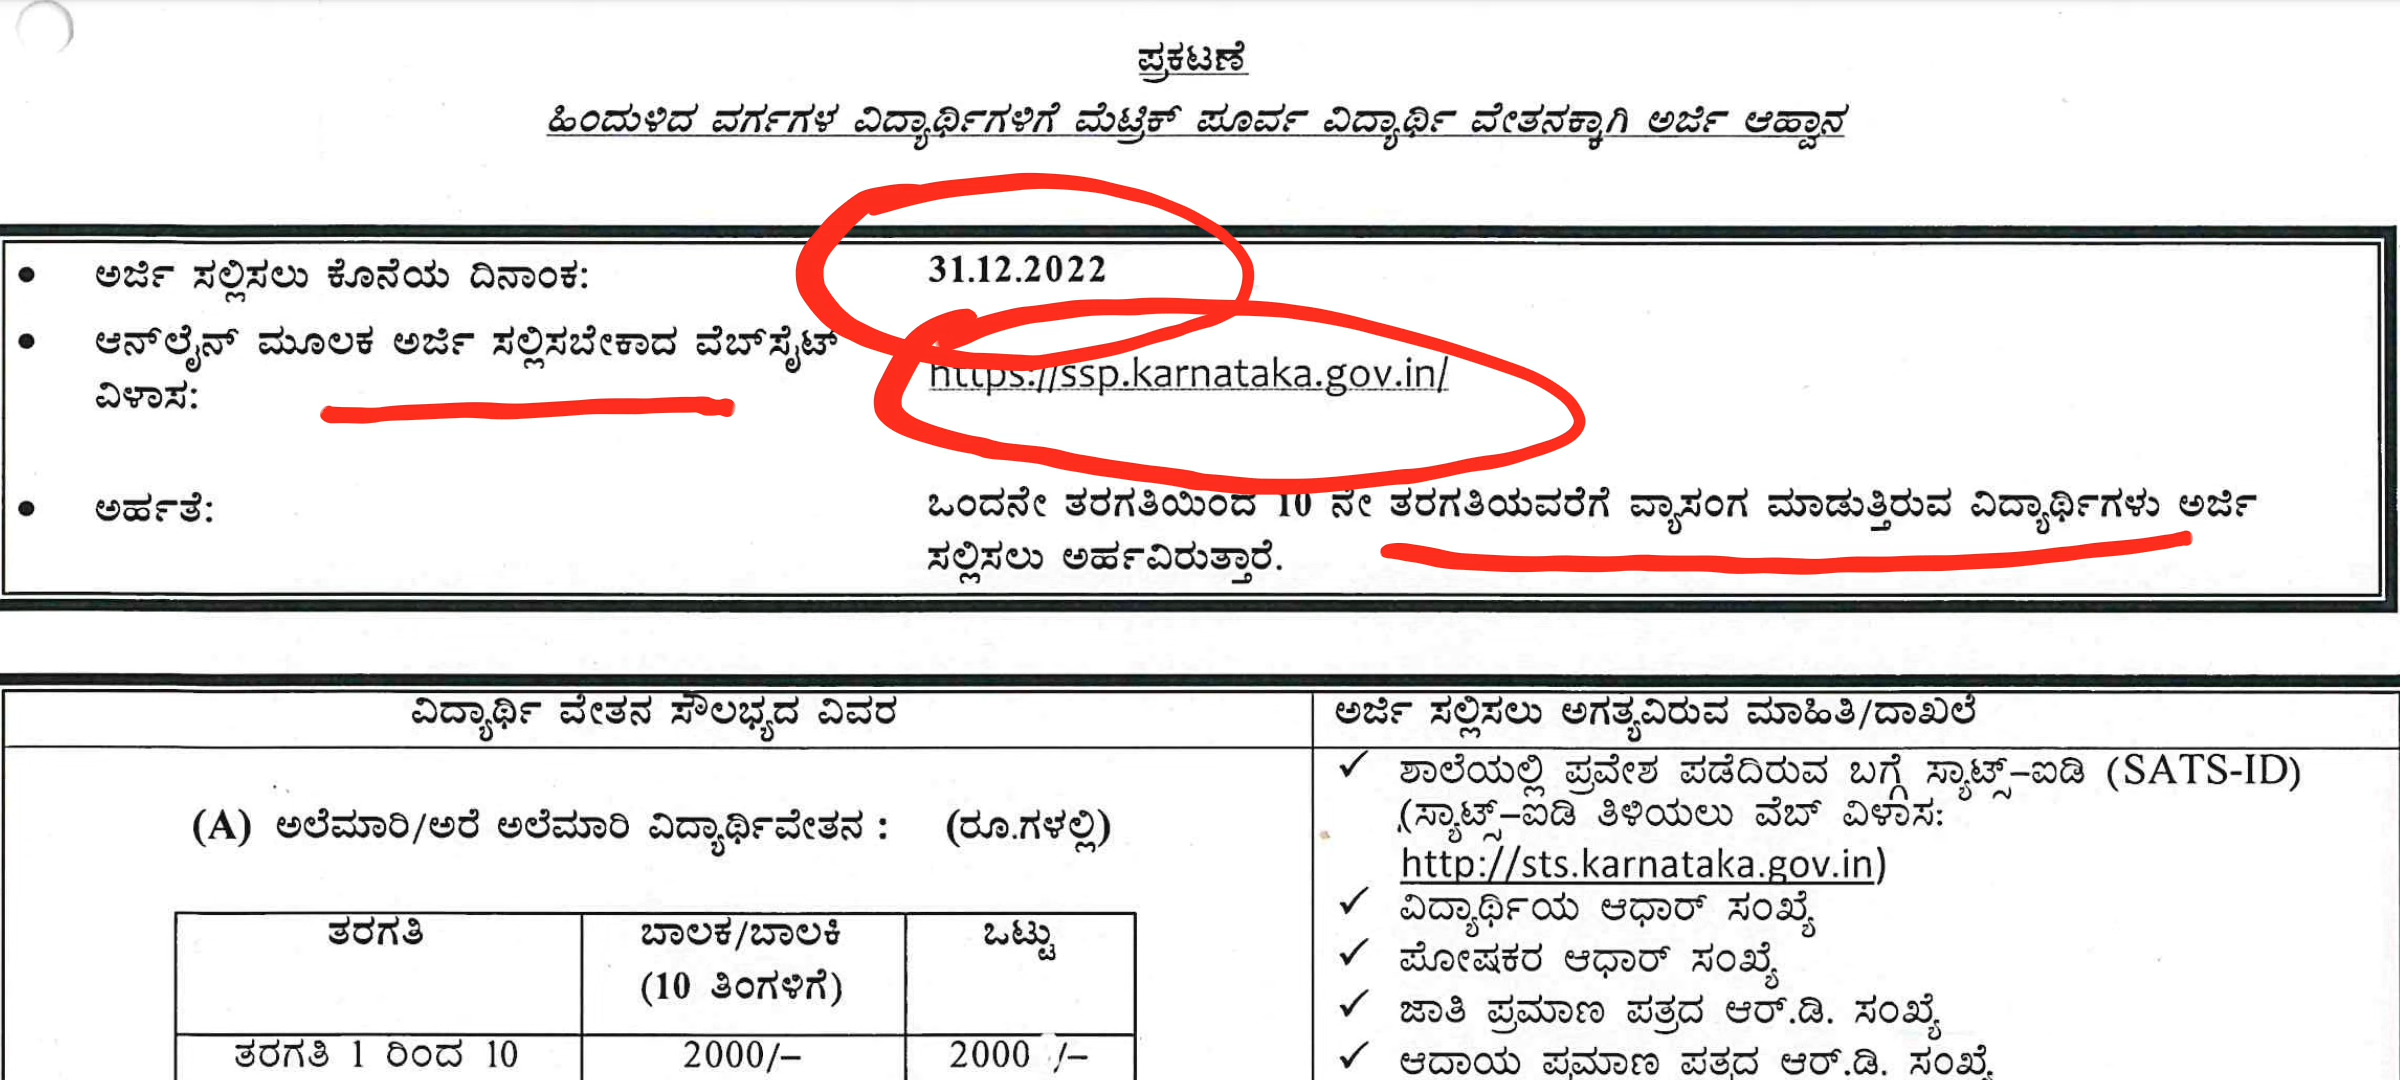 ಪ್ರಕಟಣೆ
ಹಿಂದುಳಿದ ವರ್ಗಗಳ ವಿದ್ಯಾರ್ಥಿಗಳಿಗೆ ಮೆಟ್ರಿಕ್ ಪೂರ್ವ ವಿದ್ಯಾರ್ಥಿ ವೇತನಕ್ಕಾಗಿ ಅರ್ಜಿ ಆಹ್ವಾನ
• ಅರ್ಜಿ ಸಲ್ಲಿಸಲು ಕೊನೆಯ ದಿನಾಂಕ: 31.12.2022
• ಆನ್‌ಲೈನ್ ಮೂಲಕ ಅರ್ಜಿ ಸಲ್ಲಿಸಬೇಕಾದ ವೆಬ್‌ಸೈಟ್
ವಿಳಾಸ: https://ssp.karnataka.gov.in/
• ಅರ್ಹತೆ: ಒಂದನೇ ತರಗತಿಯಿಂದ 10 ನೇ ತರಗತಿಯವರೆಗೆ ವ್ಯಾಸಂಗ ಮಾಡುತ್ತಿರುವ ವಿದ್ಯಾರ್ಥಿಗಳು ಅರ್ಜಿ
ಸಲ್ಲಿಸಲು ಅರ್ಹವಿರುತ್ತಾರೆ.
ವಿದ್ಯಾರ್ಥಿ ವೇತನ ಸೌಲಭ್ಯದ ವಿವರ
(A) ಅಲೆಮಾರಿ/ಅರೆ ಅಲೆಮಾರಿ ವಿದ್ಯಾರ್ಥಿವೇತನ : (ರೂ.ಗಳಲ್ಲಿ)
ತರಗತಿ ಬಾಲಕ/ಬಾಲಕಿ ಒಟ್ಟು
(10 ತಿಂಗಳಿಗೆ)
ತರಗತಿ 1 ರಿಂದ 10 2000/– 2000 /–
ಅರ್ಜಿ ಸಲ್ಲಿಸಲು ಅಗತ್ಯವಿರುವ ಮಾಹಿತಿ/ದಾಖಲೆ
✓ ಶಾಲೆಯಲ್ಲಿ ಪ್ರವೇಶ ಪಡೆದಿರುವ ಬಗ್ಗೆ ಸ್ಯಾಟ್ಸ್–ಐಡಿ (SATS-ID)
(ಸ್ಯಾಟ್ಸ್–ಐಡಿ ತಿಳಿಯಲು ವೆಬ್ ವಿಳಾಸ:
http://sts.karnataka.gov.in)
✓ ವಿದ್ಯಾರ್ಥಿಯ ಆಧಾರ್ ಸಂಖ್ಯೆ
✓ ಪೋಷಕರ ಆಧಾರ್ ಸಂಖ್ಯೆ
✓ ಜಾತಿ ಪ್ರಮಾಣ ಪತ್ರದ ಆರ್.ಡಿ. ಸಂಖ್ಯೆ
✓ ಆದಾಯ ಪ್ರಮಾಣ ಪತ್ರದ ಆರ್.ಡಿ. ಸಂಖ್ಯೆ